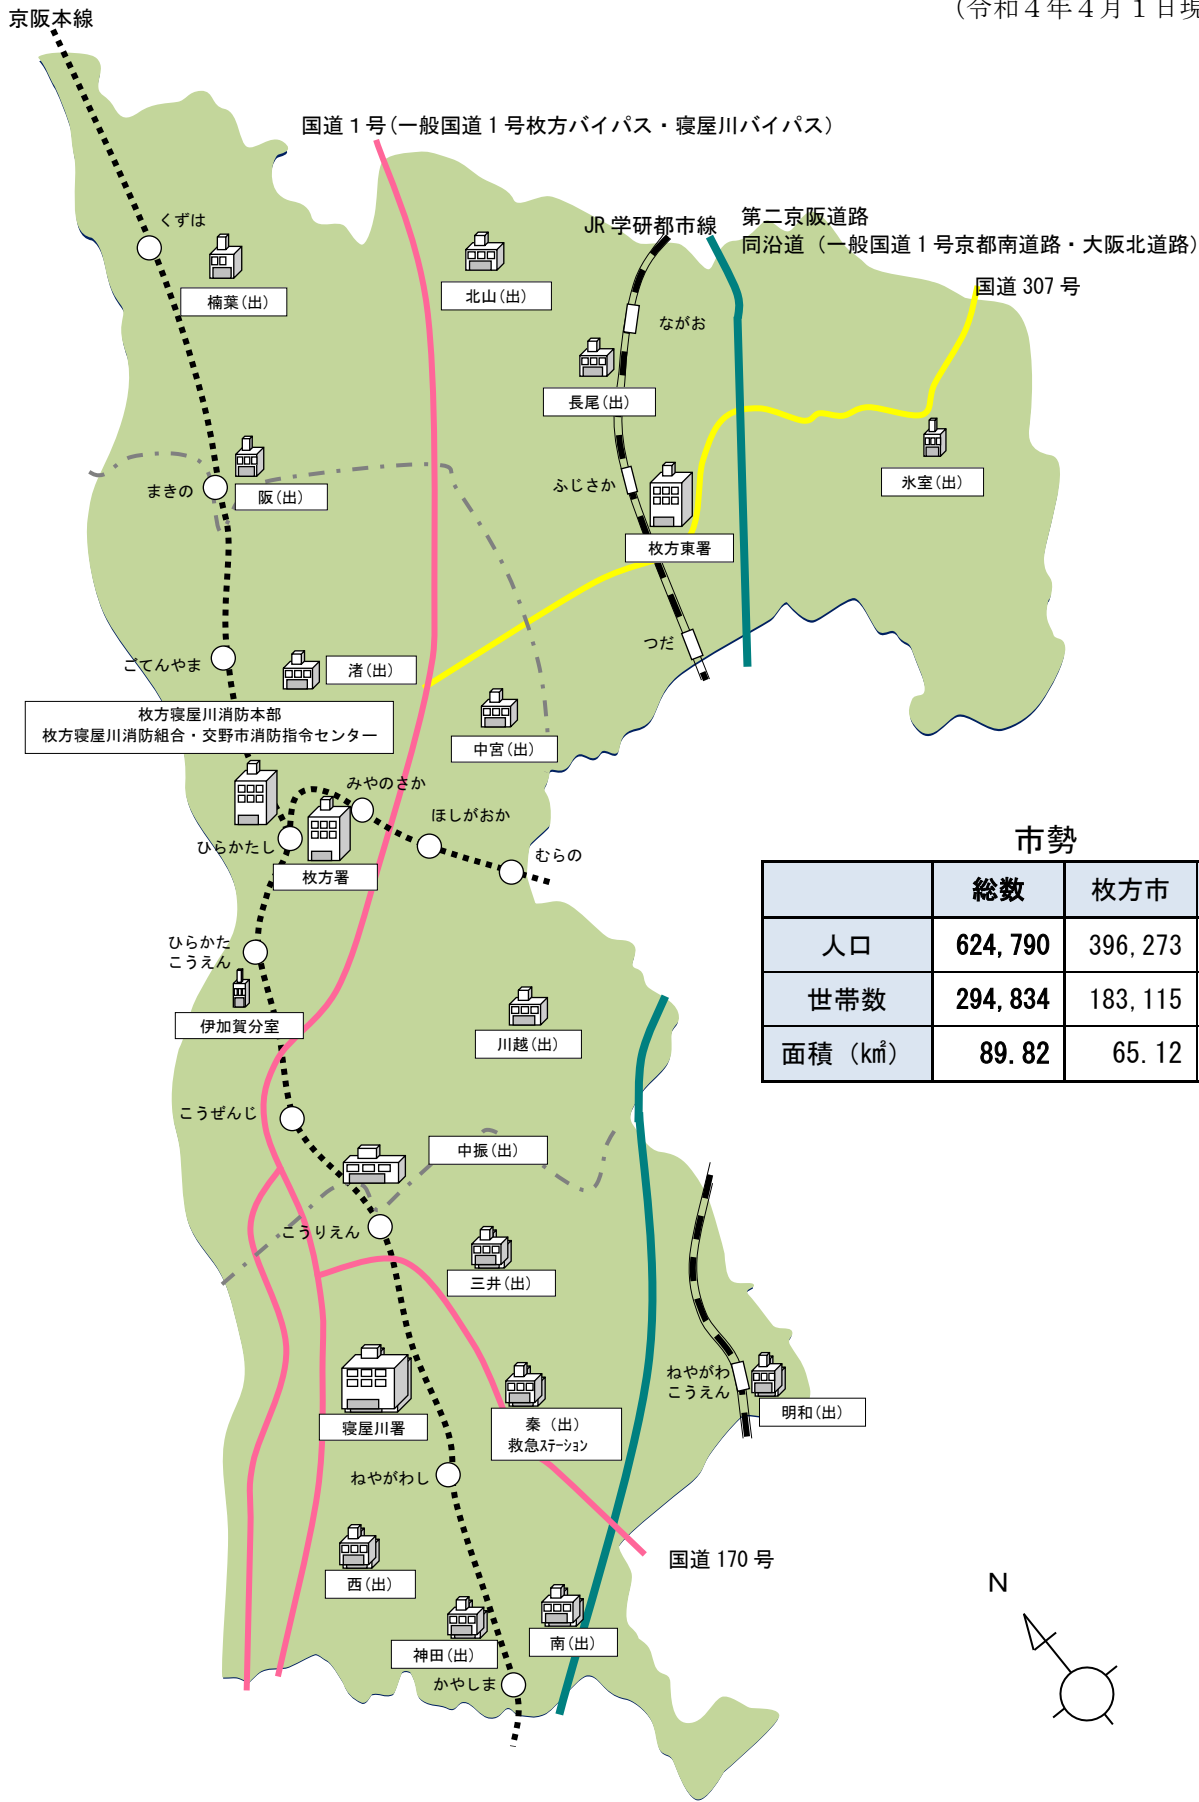 (令和４年４月１日現
京阪本線
国道１号(一般国道１号枚方バイパス・寝屋川バイパス)
くずは
楠葉(出)
北山(出)
JR 学研都市線
第二京阪道路
同沿道（一般国道１号京都南道路・大阪北道路)
国道 307 号
ながお
長尾(出)
まきの
阪(出)
ふじさか
枚方東署
氷室(出)
つだ
ごてんやま
渚(出)
枚方寝屋川消防本部
枚方寝屋川消防組合・交野市消防指令センター
中宮(出)
みやのさか
ほしがおか
むらの
ひらかたし
枚方署
市勢
総数 枚方市
人口 624,790 396,273
世帯数 294,834 183,115
面積（㎢） 89.82 65.12
ひらかた
こうえん
伊加賀分室
川越(出)
こうぜんじ
中振(出)
こうりえん
三井(出)
ねやがわ
こうえん
明和(出)
寝屋川署
秦（出)
救急ステーション
ねやがわし
国道 170 号
西(出)
神田(出)
南(出)
かやしま
N